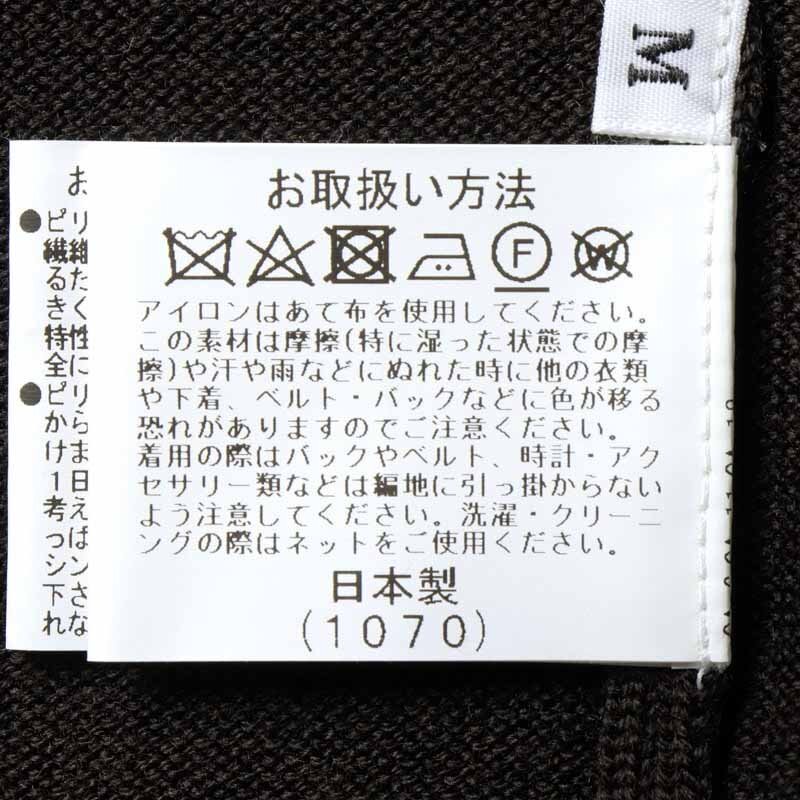 M
お取扱い方法
F W
アイロンはあて布を使用してください。
この素材は摩擦(特に湿った状態での摩
擦)や汗や雨などにぬれた時に他の衣類
や下着、ベルト・バックなどに色が移る
恐れがありますのでご注意ください。
着用の際はバックやベルト、時計・アク
セサリー類などは編地に引っ掛からない
よう注意してください。洗濯・クリーニ
ングの際はネットをご使用ください。
日本製
(1070)